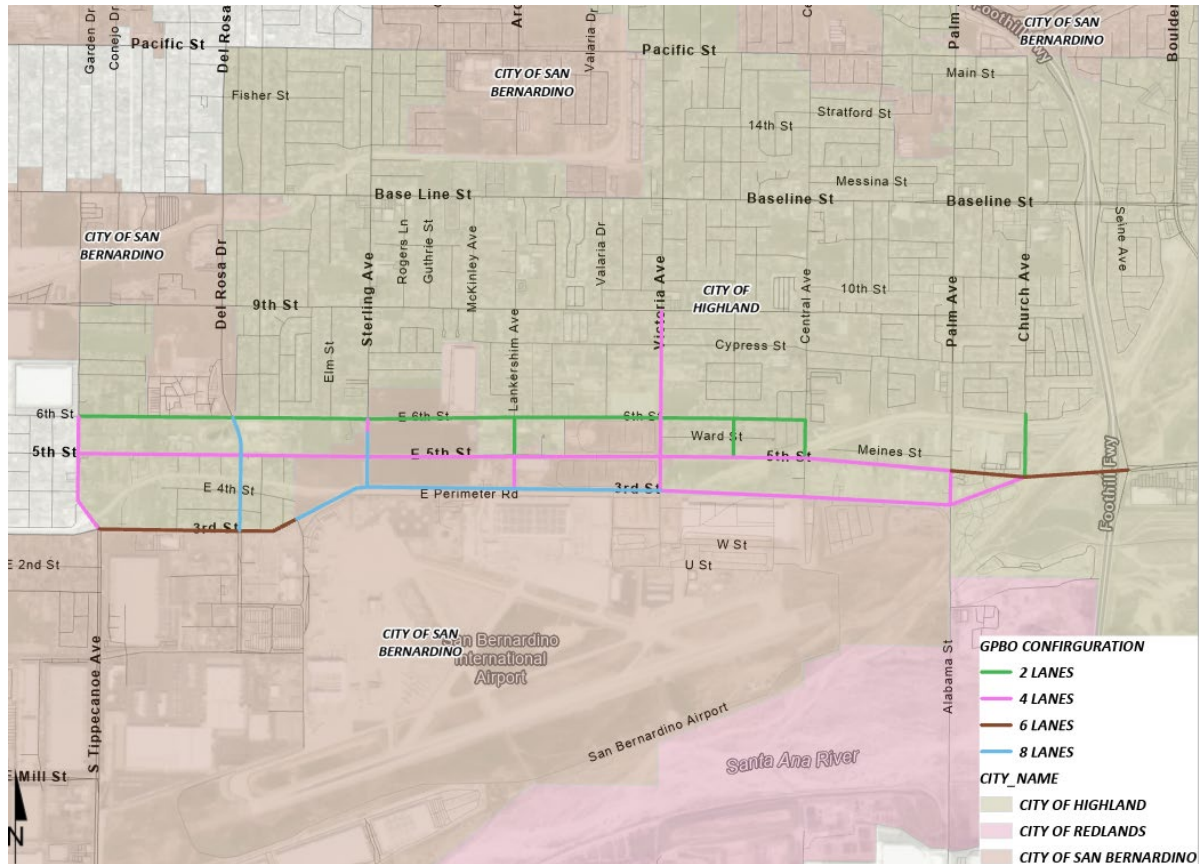 Garden Dr
Conejo Dr
Pacific St
Del Rosa
Valaria Dr
Pacific St
Palm
Foothill Fwy
CITY OF SAN
BERNARDINO
Boulder
CITY OF SAN
BERNARDINO
Main St
Fisher St
Stratford St
14th St
Messina St
Base Line St
Baseline St
Baseline St
CITY OF SAN
BERNARDINO
Del Rosa Dr
Sterling Ave
Rogers Ln
Guthrie St
McKinley Ave
Valaria Dr
Victoria Ave
Central Ave
Palm Ave
Church Ave
Seine Ave
9th St
10th St
CITY OF
HIGHLAND
Elm St
Lankershim Ave
Cypress St
6th St
E 6th St
6th St
Ward St
Meines St
5th St
E 5th St
5th St
E 4th St
E Perimeter Rd
3rd St
3rd St
Foothill Fwy
E 2nd St
W St
U St
CITY OF SAN
BERNARDINO
San Bernardino
International
Airport
S Tippecanoe Ave
Alabama St
San Bernardino Airport
Santa Ana River
E Mill St
N
GPBO CONFIRGURATION
2 LANES
4 LANES
6 LANES
8 LANES
CITY_NAME
CITY OF HIGHLAND
CITY OF REDLANDS
CITY OF SAN BERNARDINO